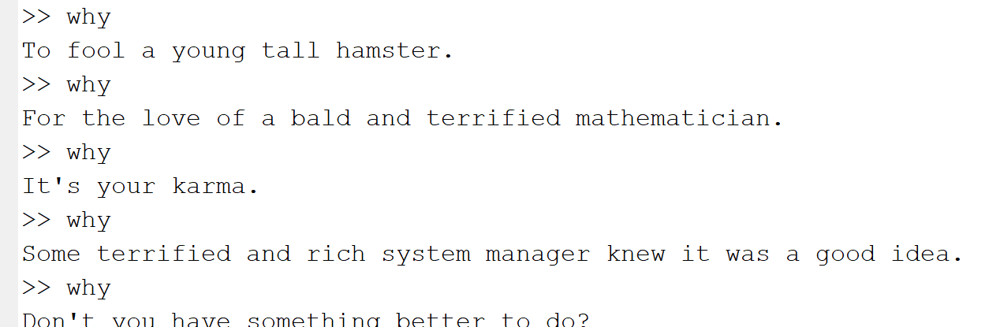 >> why
To fool a young tall hamster.
>> why
For the love of a bald and terrified mathematician.
>> why
It's your karma.
>> why
Some terrified and rich system manager knew it was a good idea.
>> why
Don't you have something better to do?